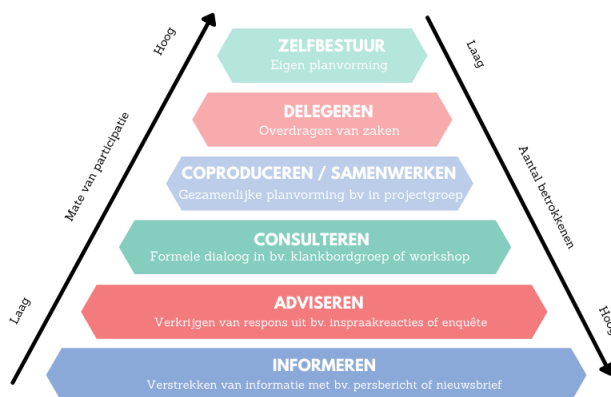 Hoog
Mate van participatie
Laag
ZELFBESTUUR
Eigen planvorming
DELEGEREN
Overdragen van zaken
COPRODUCEREN / SAMENWERKEN
Gezamenlijke planvorming bv in projectgroep
CONSULTEREN
Formele dialoog in bv. klankbordgroep of workshop
ADVISEREN
Verkrijgen van respons uit bv. inspraakreacties of enquête
INFORMEREN
Verstrekken van informatie met bv. persbericht of nieuwsbrief
Laag
Aantal betrokkenen
Hoog